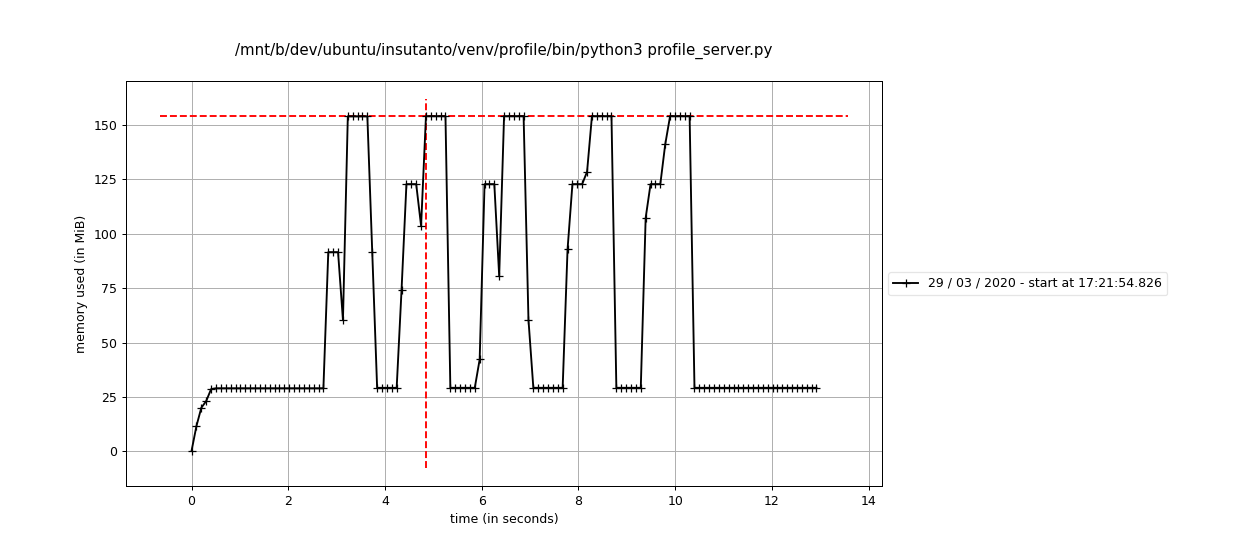 /mnt/b/dev/ubuntu/insutanto/venv/profile/bin/python3 profile_server.py
memory used (in MiB)
150
125
100
75
50
25
0
0 2 4 6 8 10 12 14
time (in seconds)
29 / 03 / 2020 - start at 17:21:54.826